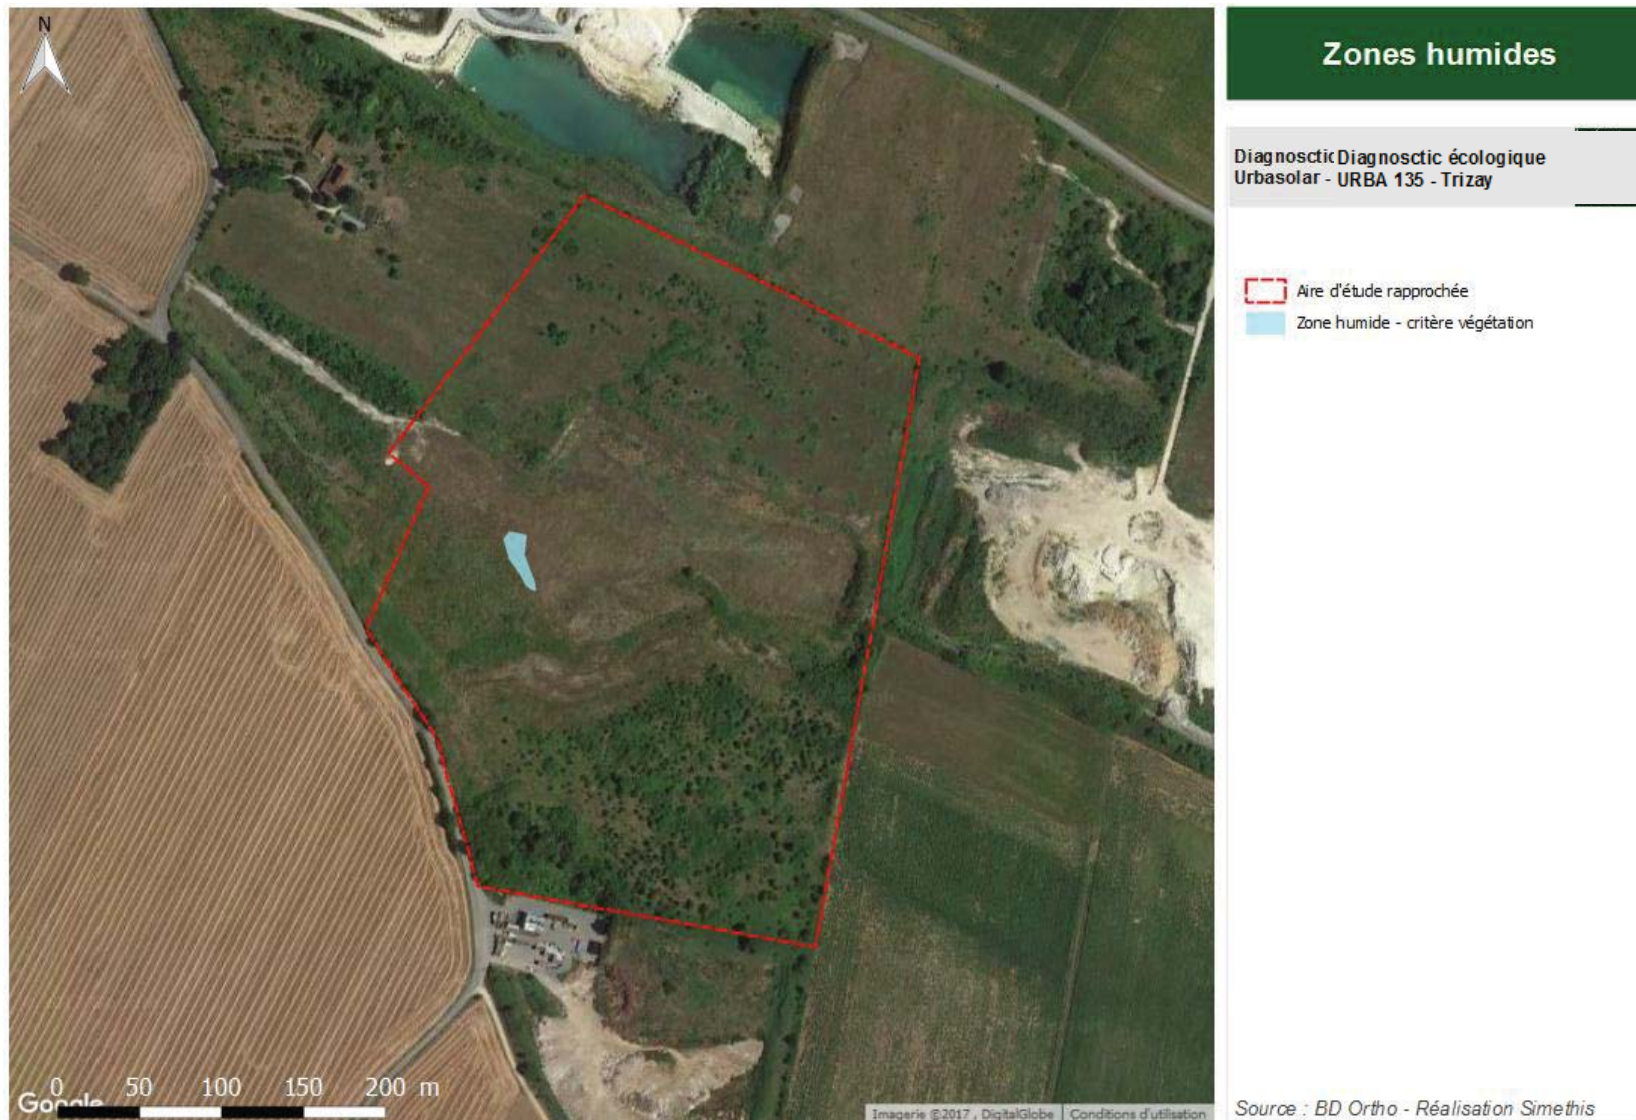 N
Zones humides
Diagnosctic Diagnosctic écologique
Urbasolar - URBA 135 - Trizay
Aire d'étude rapprochée
Zone humide - critère végétation
0 50 100 150 200 m
Google
Imagerie ©2017 , DigitalGlobe Conditions d'utilisation
Source : BD Ortho - Réalisation Simethis